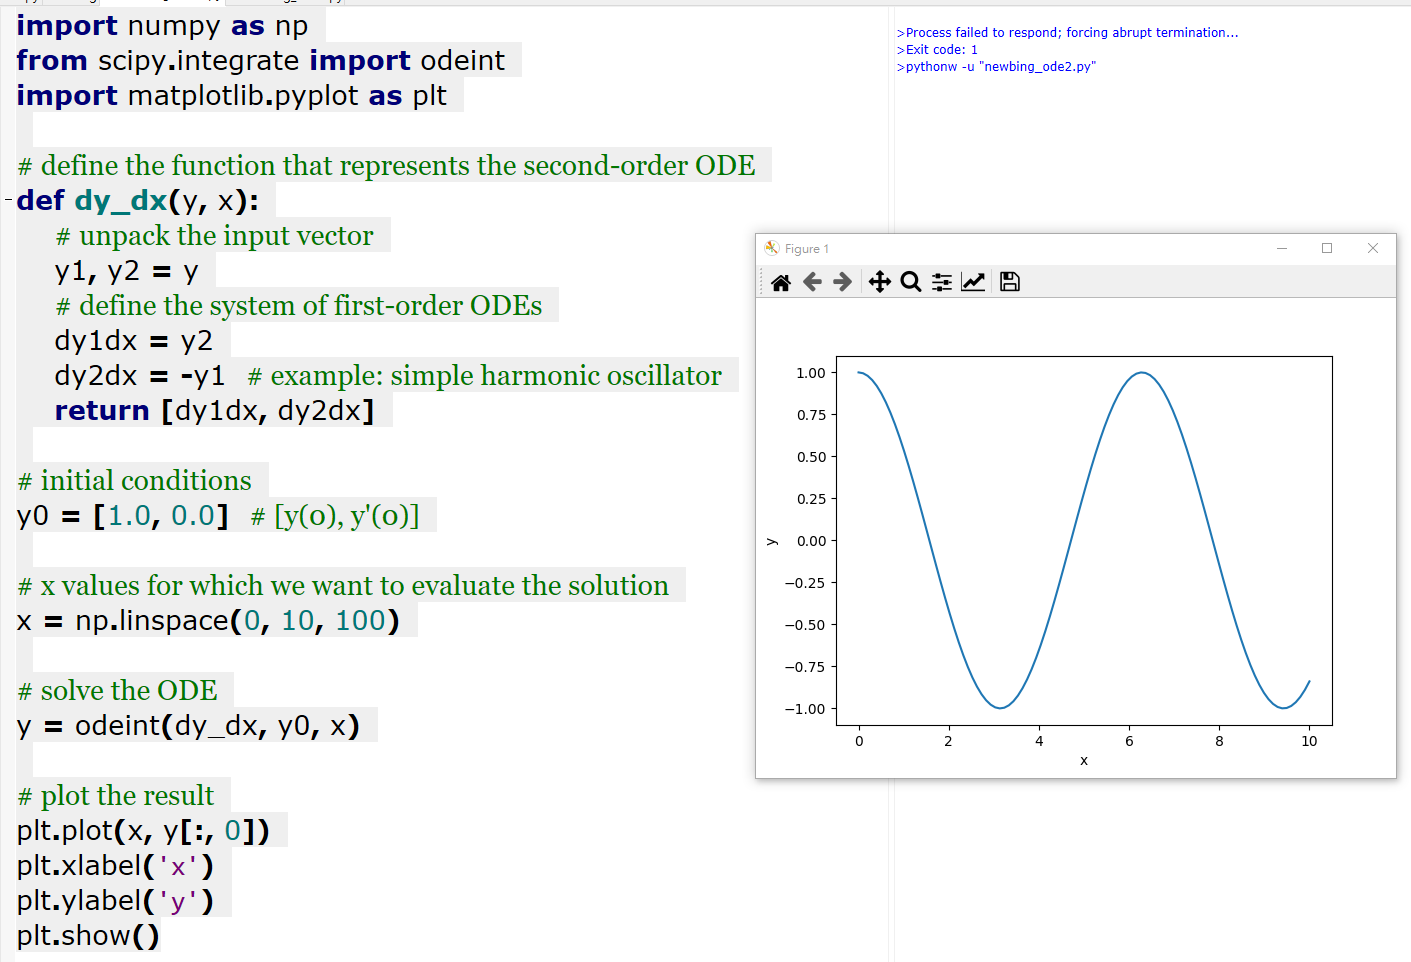 import numpy as np
from scipy.integrate import odeint
import matplotlib.pyplot as plt
# define the function that represents the second-order ODE
def dy_dx(y, x):
# unpack the input vector
y1, y2 = y
# define the system of first-order ODEs
dy1dx = y2
dy2dx = -y1 # example: simple harmonic oscillator
return [dy1dx, dy2dx]
# initial conditions
y0 = [1.0, 0.0] # [y(0), y'(0)]
# x values for which we want to evaluate the solution
x = np.linspace(0, 10, 100)
# solve the ODE
y = odeint(dy_dx, y0, x)
# plot the result
plt.plot(x, y[:, 0])
plt.xlabel('x')
plt.ylabel('y')
plt.show()
>Process failed to respond; forcing abrupt termination...
>Exit code: 1
>pythonw -u "newbing_ode2.py"
Figure 1
1.00
0.75
0.50
0.25
0.00
−0.25
−0.50
−0.75
−1.00
y
0 2 4 6 8 10
x